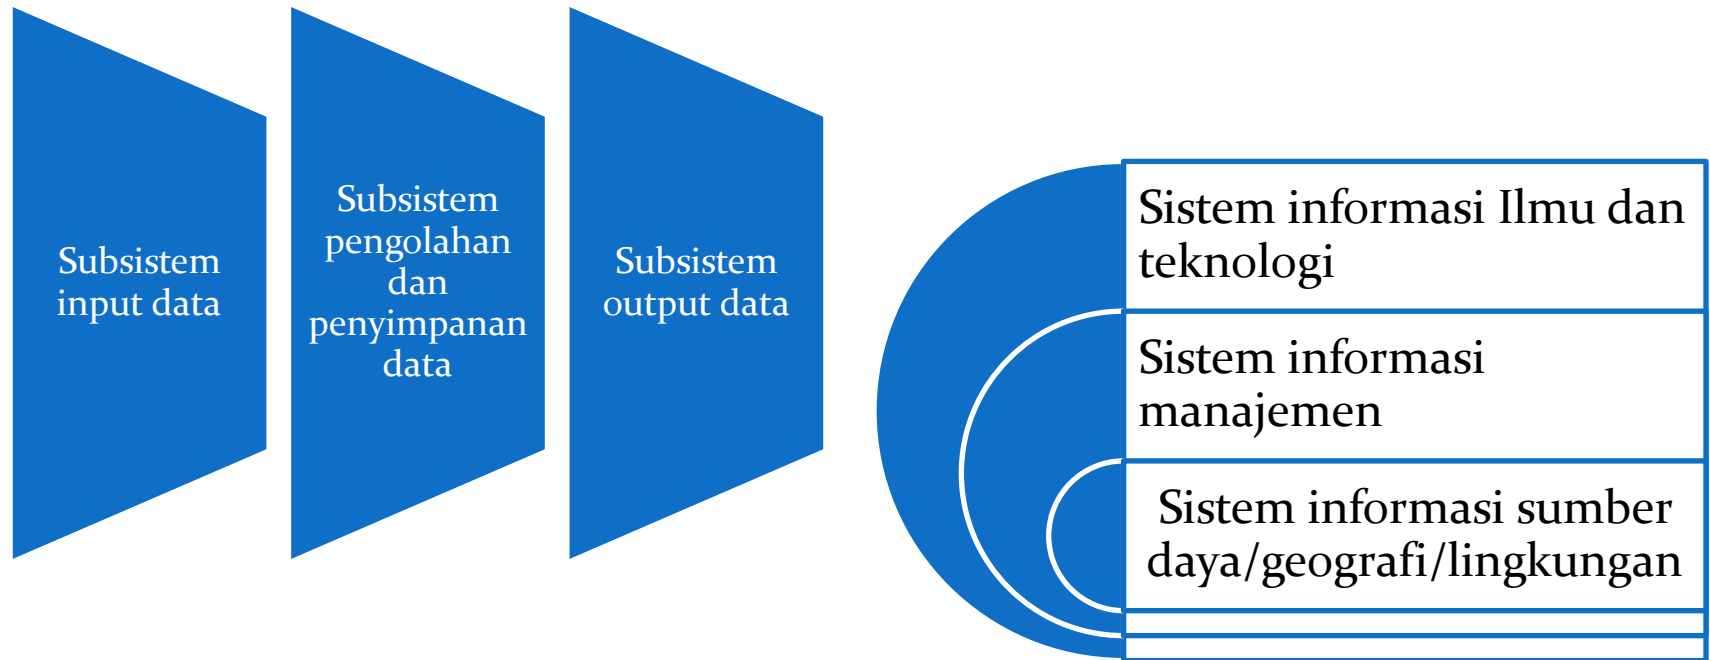 Subsistem
input data
Subsistem
pengolahan
dan
penyimpanan
data
Subsistem
output data
Sistem informasi Ilmu dan
teknologi
Sistem informasi
manajemen
Sistem informasi sumber
daya/geografi/lingkungan